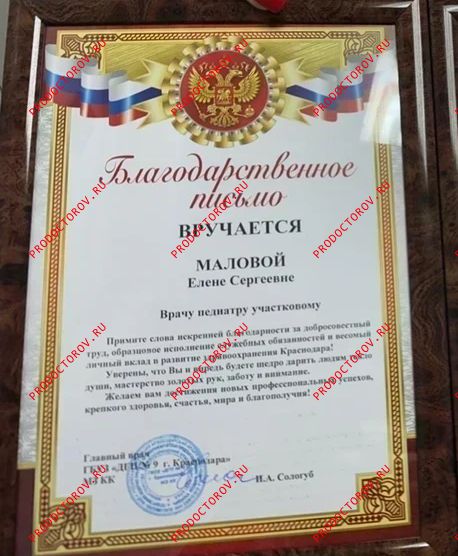 Благодарственное
письмо
ВРУЧАЕТСЯ
МАЛОВОЙ
Елене Сергеевне
Врачу педиатру участковому
Примите слова искренней благодарности за добросовестный
труд, образцовое исполнение служебных обязанностей и весомый
личный вклад в развитие здравоохранения Краснодара!
Уверены, что Вы и впредь будете щедро дарить людям тепло
души, мастерство золотых рук, заботу и внимание.
Желаем вам достижения новых профессиональных успехов,
крепкого здоровья, счастья, мира и благополучия!
Главный врач
ГБУЗ «ДГП № 9 г. Краснодара»
МЗ КК
И.А. Сологуб
PRODOCTOROV.RU